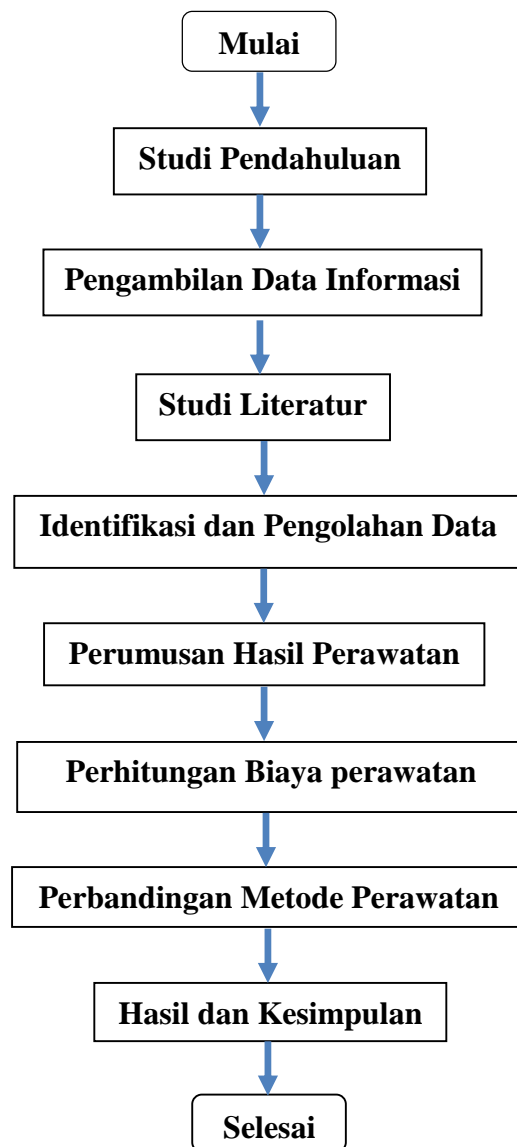 Mulai
Studi Pendahuluan
Pengambilan Data Informasi
Studi Literatur
Identifikasi dan Pengolahan Data
Perumusan Hasil Perawatan
Perhitungan Biaya perawatan
Perbandingan Metode Perawatan
Hasil dan Kesimpulan
Selesai